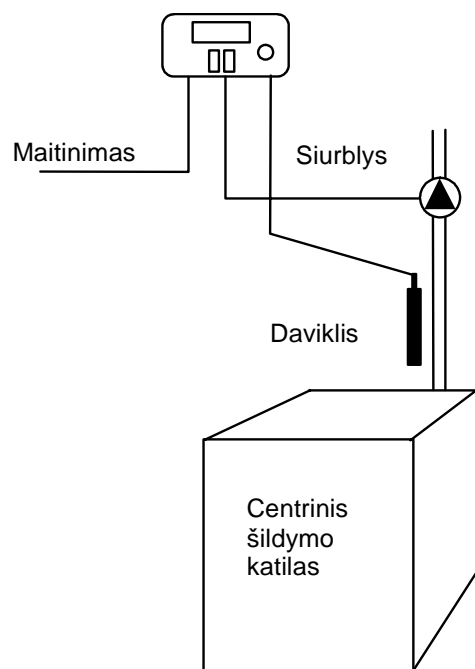 Maitinimas
Siurblys
Daviklis
Centrinis
šildymo
katilas